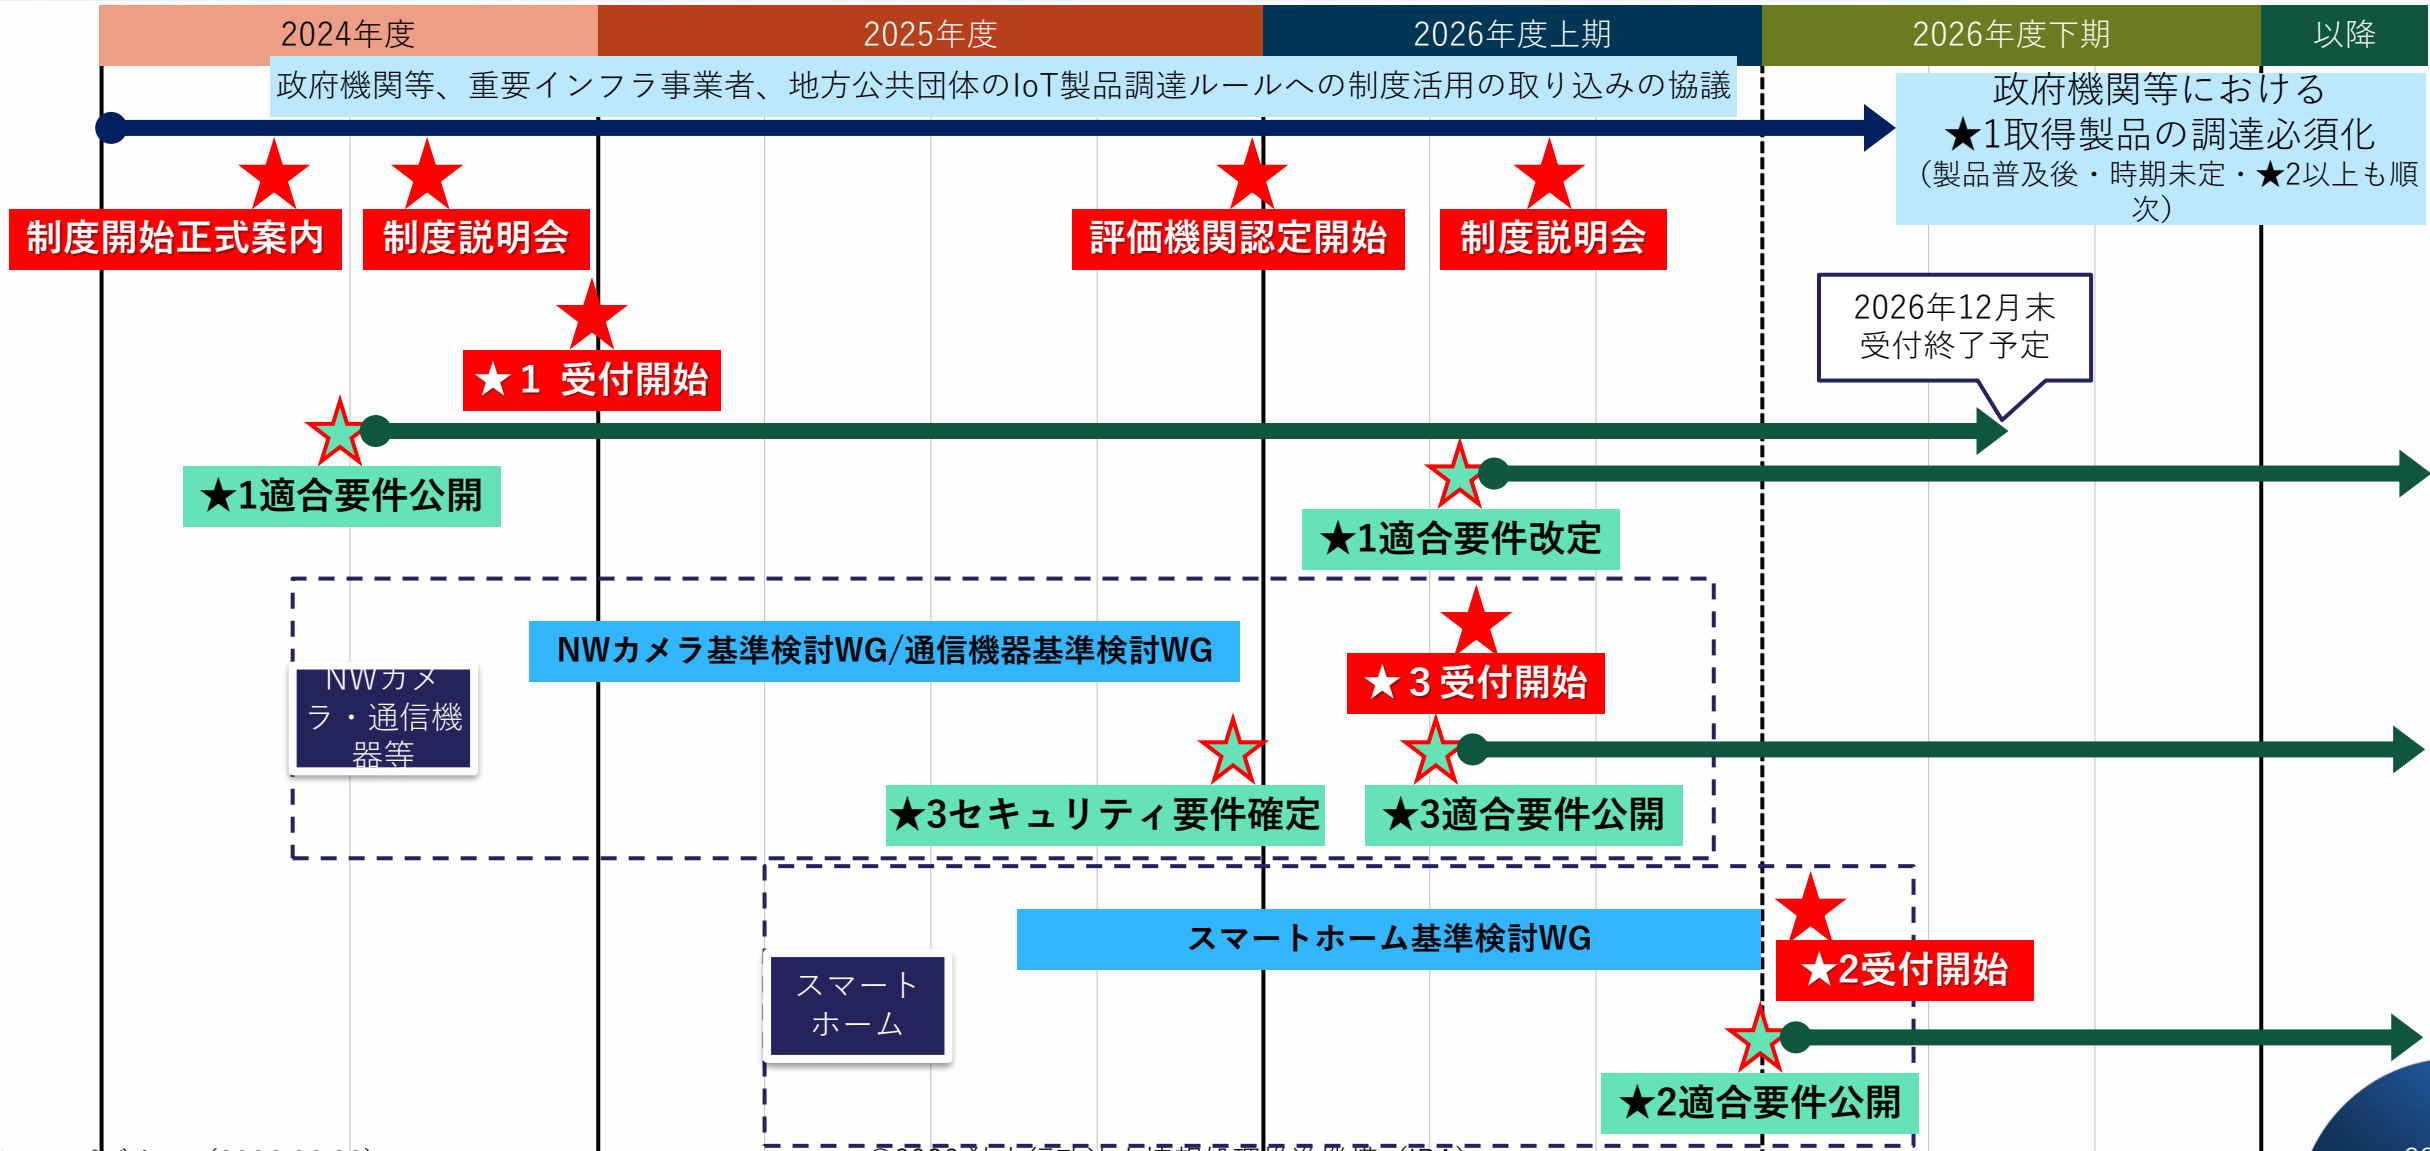 2024年度
2025年度
2026年度上期
2026年度下期
以降
政府機関等、重要インフラ事業者、地方公共団体のIoT製品調達ルールへの制度活用の取り込みの協議
政府機関等における
★1取得製品の調達必須化
（製品普及後・時期未定・★2以上も順
次）
制度開始正式案内
制度説明会
評価機関認定開始
制度説明会
2026年12月末
受付終了予定
★１ 受付開始
★1適合要件公開
★1適合要件改定
NWカメラ基準検討WG/通信機器基準検討WG
★３受付開始
NWカメ
ラ・通信機
器等
★3セキュリティ要件確定
★3適合要件公開
スマートホーム基準検討WG
★2受付開始
スマート
ホーム
★2適合要件公開